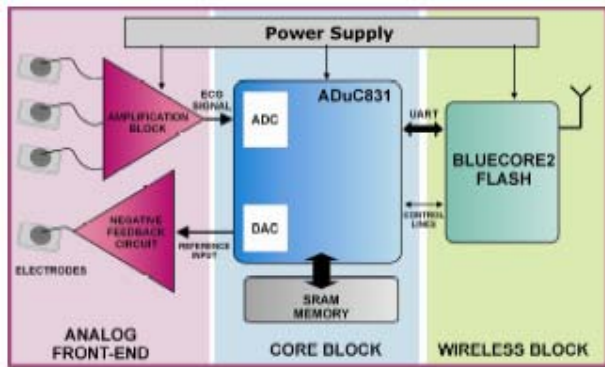 Power Supply
ECG
SIGNAL
ADuC831
AMPLIFICATION
BLOCK
ADC
UART
BLUECORE2
FLASH
NEGATIVE
FEEDBACK
CIRCUIT
DAC
REFERENCE
INPUT
CONTROL
LINES
ELECTRODES
SRAM
MEMORY
ANALOG
FRONT-END
CORE BLOCK
WIRELESS BLOCK